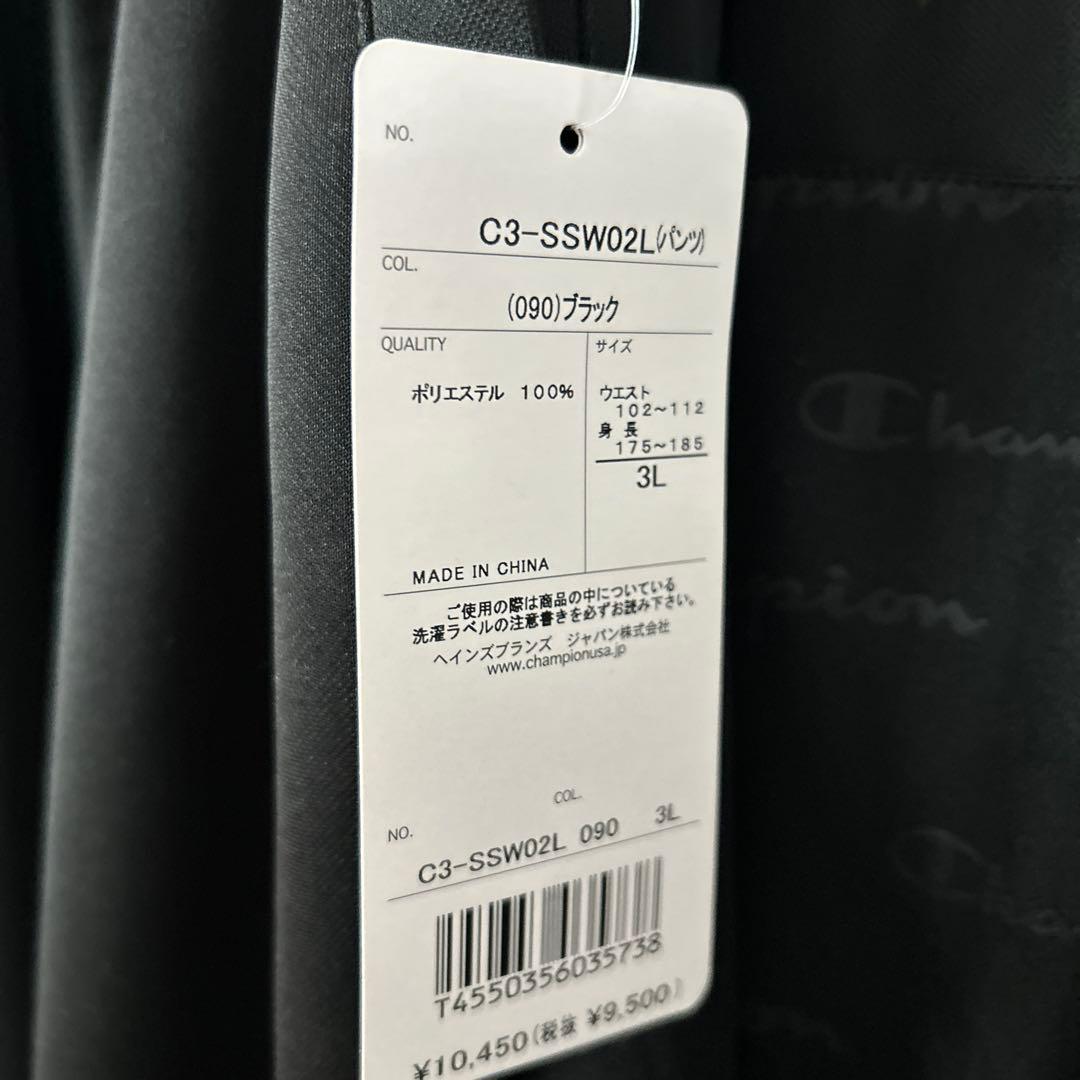 NO.
C3-SSW02L(パンツ)
COL.
(090)ブラック
QUALITY
ポリエステル 100%
サイズ
ウエスト
102~112
身長
175~185
3L
MADE IN CHINA
ご使用の際は商品の中についている
洗濯ラベルの注意書きを必ずお読み下さい。
ヘインズブランズ ジャパン株式会社
www.championusa.jp
COL.
NO.
C3-SSW02L 090 3L
T4550356035738
¥10,450(税抜 ¥9,500)
Cham
pion
Cha